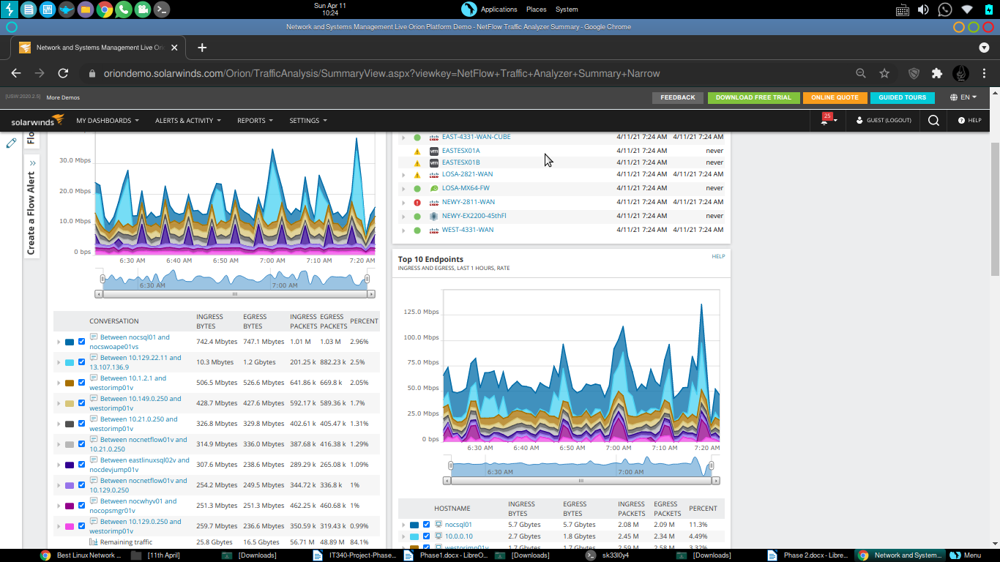 Sun Apr 11
10:24
Applications Places System
Network and Systems Management Live Orion Platform Demo - NetFlow Traffic Analyzer Summary - Google Chrome
Network and Systems Management Live Ori
oriondemo.solarwinds.com/Orion/TrafficAnalysis/SummaryView.aspx?viewkey=NetFlow+Traffic+Analyzer+Summary+Narrow
[USW:2020.2.5] More Demos
FEEDBACK DOWNLOAD FREE TRIAL ONLINE QUOTE GUIDED TOURS EN
solarwinds MY DASHBOARDS ALERTS & ACTIVITY REPORTS SETTINGS 25 GUEST (LOGOUT) HELP
Flo
Create a Flow Alert
30.0 Mbps
20.0 Mbps
10.0 Mbps
0 bps
6:30 AM 6:40 AM 6:50 AM 7:00 AM 7:10 AM 7:20 AM
6:30 AM 7:00 AM
CONVERSATION INGRESS BYTES EGRESS BYTES INGRESS PACKETS EGRESS PACKETS PERCENT
Between nocsql01 and
nocswoape01vs 742.4 Mbytes 747.1 Mbytes 1.01 M 1.03 M 2.96%
Between 10.129.22.11 and
13.107.136.9 10.3 Mbytes 1.2 Gbytes 201.25 k 882.23 k 2.5%
Between 10.1.2.1 and
westorimp01v 506.5 Mbytes 526.6 Mbytes 641.86 k 669.8 k 2.05%
Between 10.149.0.250 and
westorimp01v 428.7 Mbytes 427.6 Mbytes 592.17 k 589.36 k 1.7%
Between 10.21.0.250 and
westorimp01v 326.8 Mbytes 329.8 Mbytes 402.61 k 405.47 k 1.31%
Between nocnetflow01v and
10.21.0.250 314.9 Mbytes 336.0 Mbytes 387.68 k 416.38 k 1.29%
Between eastlinuxsql02v and
nocdevjump01v 307.6 Mbytes 238.6 Mbytes 289.29 k 265.08 k 1.09%
Between nocnetflow01v and
10.129.0.250 254.2 Mbytes 249.5 Mbytes 344.72 k 336.8 k 1%
Between nocwhyv01 and
nocopsmgr01v 251.3 Mbytes 251.3 Mbytes 462.25 k 460.68 k 1%
Between 10.129.0.250 and
westorimp01v 259.7 Mbytes 236.6 Mbytes 350.59 k 319.43 k 0.99%
Remaining traffic 25.8 Gbytes 16.5 Gbytes 56.71 M 48.89 M 84.1%
EAST-4331-WAN-CUBE 4/11/21 7:24 AM 4/11/21 7:24 AM
EASTESX01A 4/11/21 7:24 AM never
EASTESX01B 4/11/21 7:24 AM never
LOSA-2821-WAN 4/11/21 7:24 AM 4/11/21 7:24 AM
LOSA-MX64-FW 4/11/21 7:24 AM never
NEWY-2811-WAN 4/11/21 7:24 AM 4/11/21 7:24 AM
NEWY-EX2200-45thFl 4/11/21 7:24 AM never
WEST-4331-WAN 4/11/21 7:24 AM 4/11/21 7:24 AM
Top 10 Endpoints HELP
INGRESS AND EGRESS, LAST 1 HOURS, RATE
125.0 Mbps
100.0 Mbps
75.0 Mbps
50.0 Mbps
25.0 Mbps
0 bps
6:30 AM 6:40 AM 6:50 AM 7:00 AM 7:10 AM 7:20 AM
6:30 AM 7:00 AM
HOSTNAME INGRESS BYTES EGRESS BYTES INGRESS PACKETS EGRESS PACKETS PERCENT
nocsql01 5.7 Gbytes 5.7 Gbytes 2.08 M 2.09 M 11.3%
10.0.0.10 2.7 Gbytes 1.8 Gbytes 2.45 M 2.34 M 4.49%
westorimp01v 1.7 Gbytes 1.7 Gbytes 2.59 M 2.58 M 3.32%
Best Linux Network ... [11th April] [Downloads] IT340-Project-Phase... Phase1.docx - LibreO... [Downloads] sk33l0y4 [Downloads] Phase 2.docx - Libre... Network and System... Menu